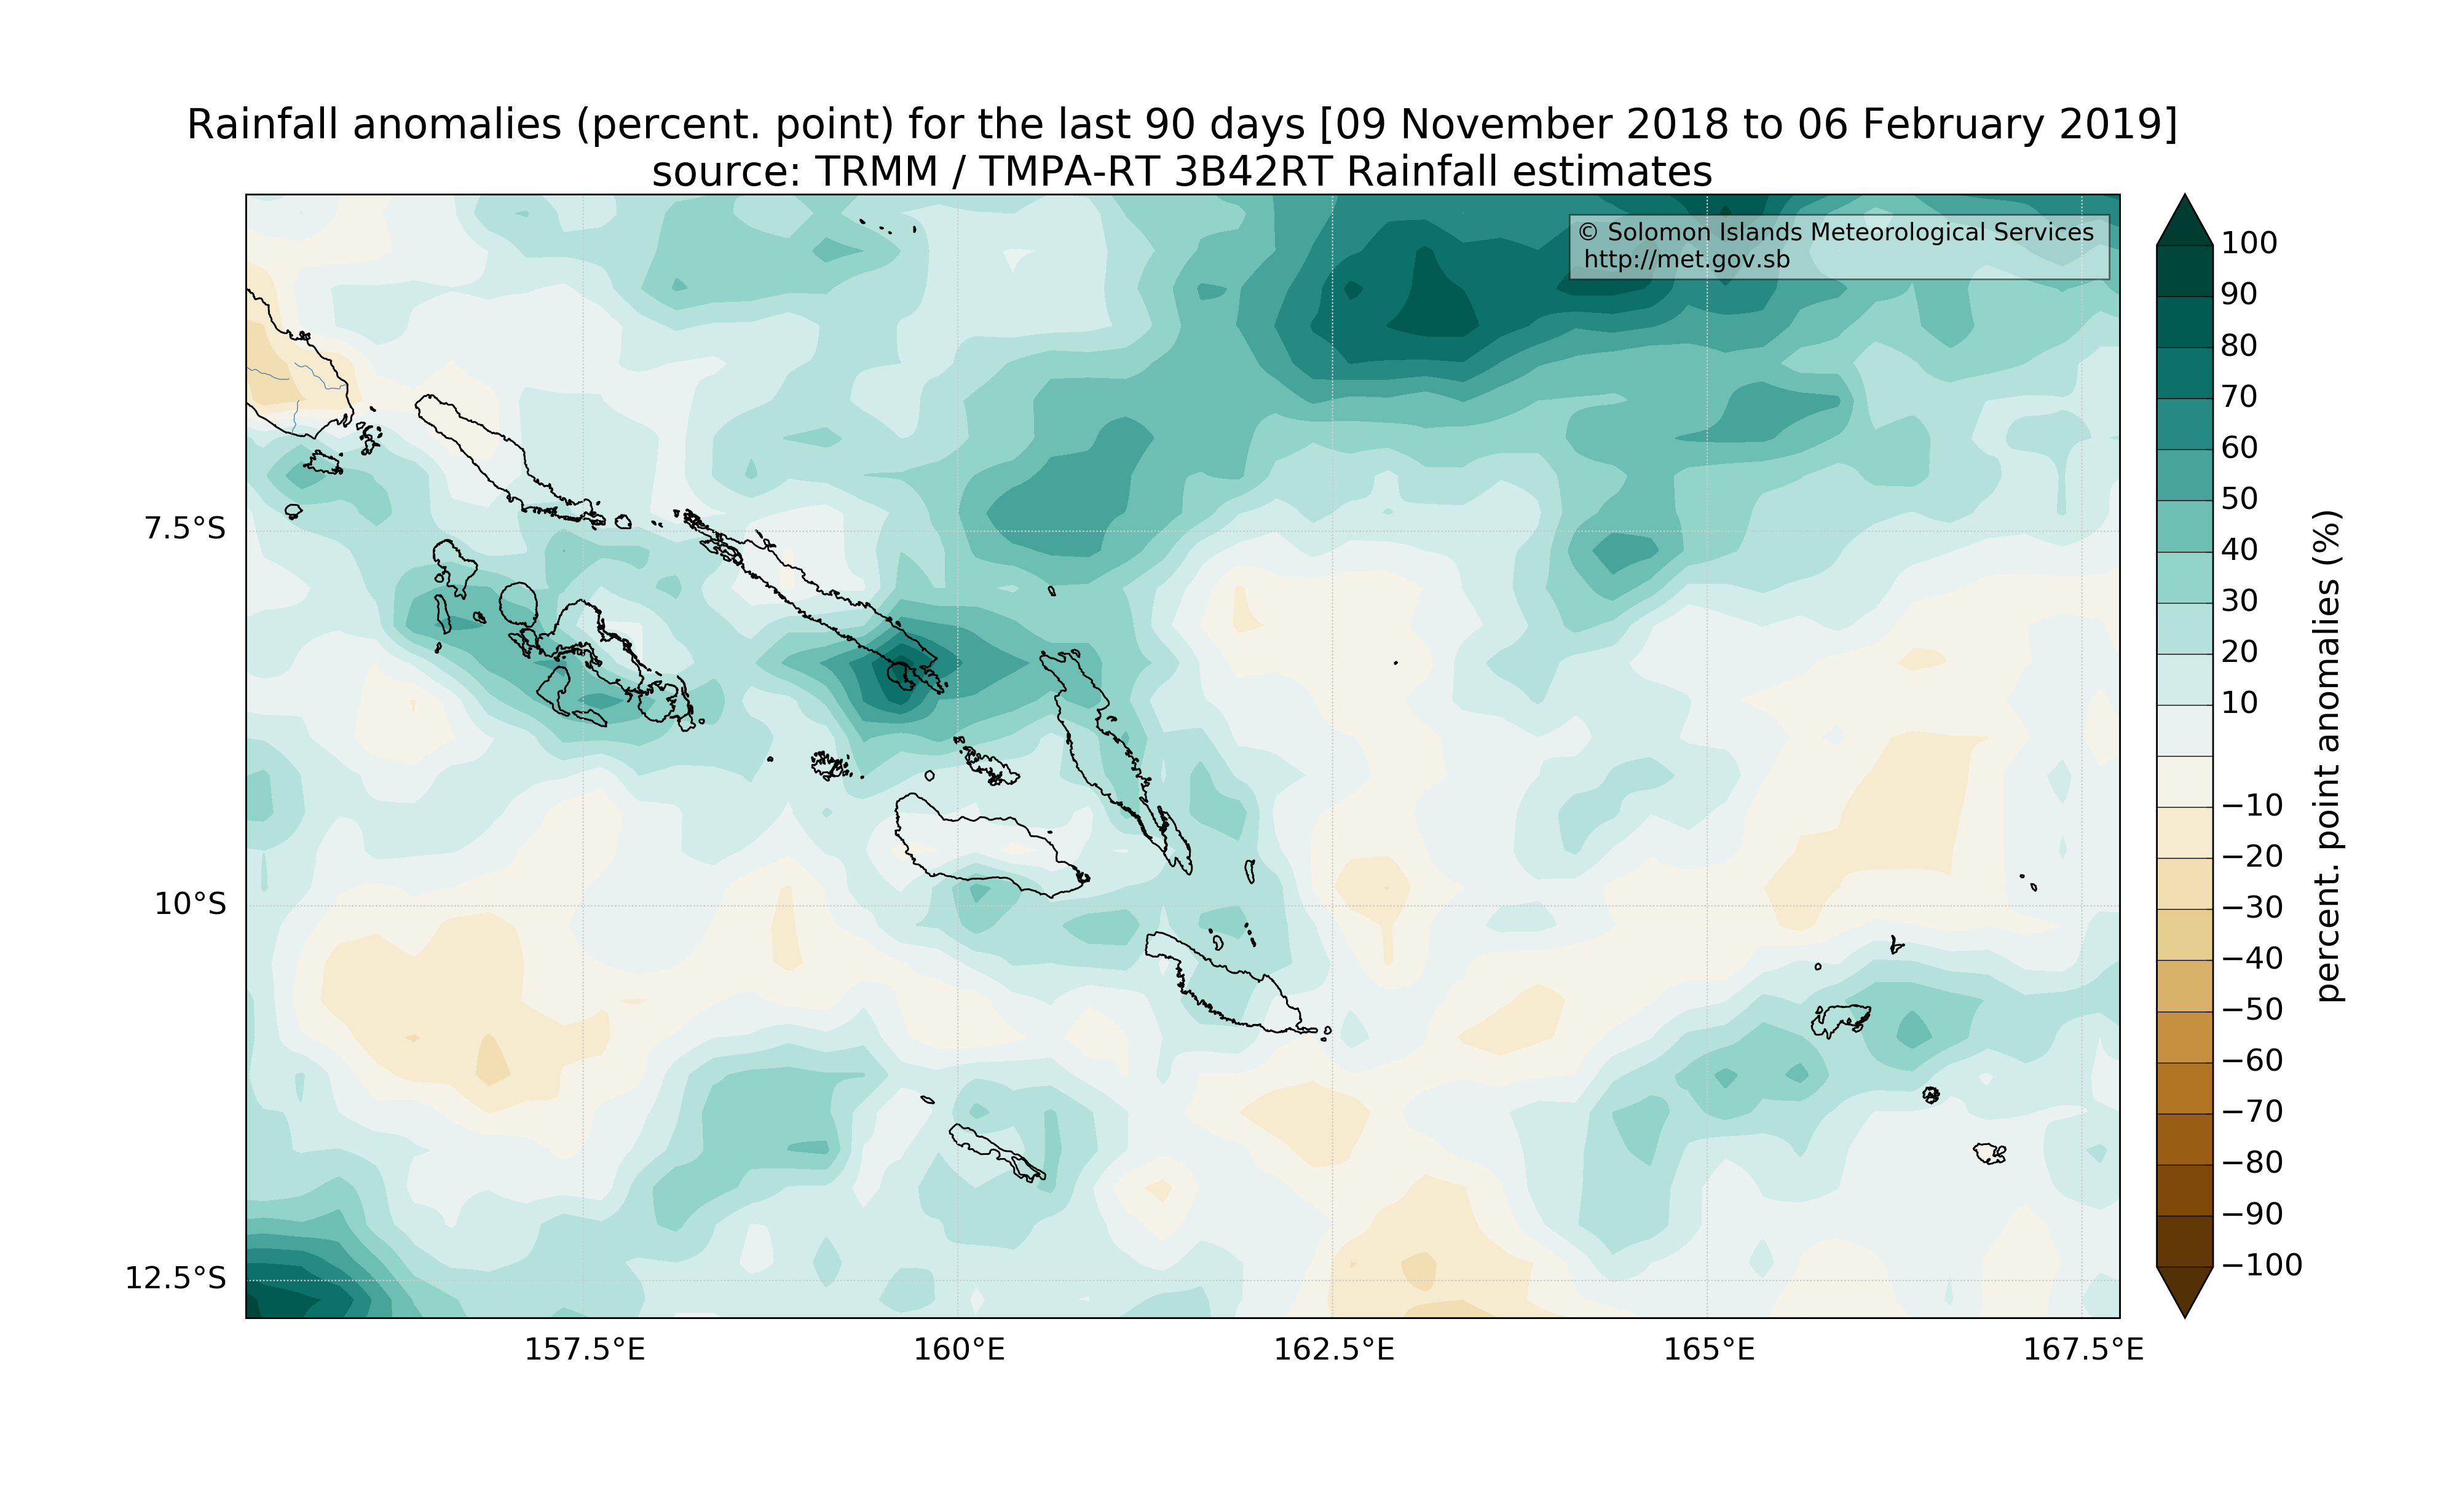 Rainfall anomalies (percent. point) for the last 90 days [09 November 2018 to 06 February 2019]
source: TRMM / TMPA-RT 3B42RT Rainfall estimates
© Solomon Islands Meteorological Services
http://met.gov.sb
7.5°S
10°S
12.5°S
157.5°E
160°E
162.5°E
165°E
167.5°E
100
90
80
70
60
50
40
30
20
10
−10
−20
−30
−40
−50
−60
−70
−80
−90
−100
percent. point anomalies (%)